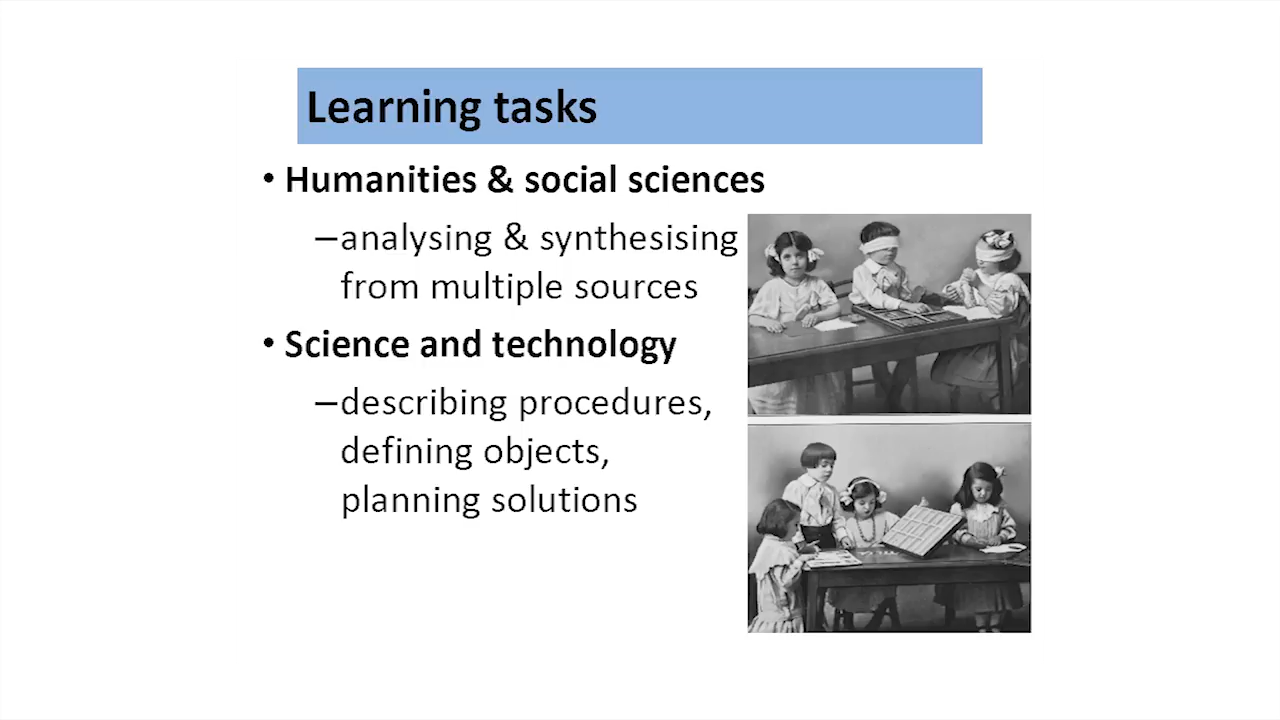 Learning tasks
• Humanities & social sciences
–analysing & synthesising
from multiple sources
• Science and technology
–describing procedures,
defining objects,
planning solutions